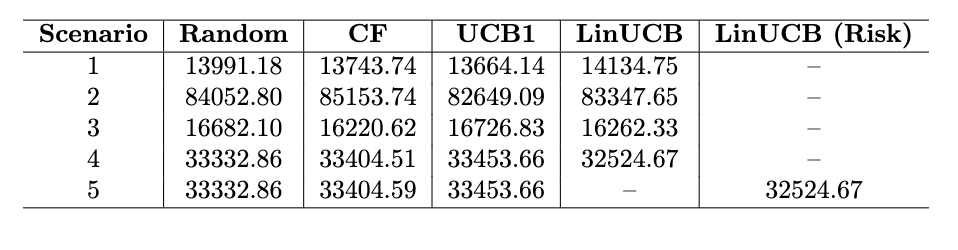 Scenario Random CF UCB1 LinUCB LinUCB (Risk)
1 13991.18 13743.74 13664.14 14134.75 –
2 84052.80 85153.74 82649.09 83347.65 –
3 16682.10 16220.62 16726.83 16262.33 –
4 33332.86 33404.51 33453.66 32524.67 –
5 33332.86 33404.59 33453.66 – 32524.67